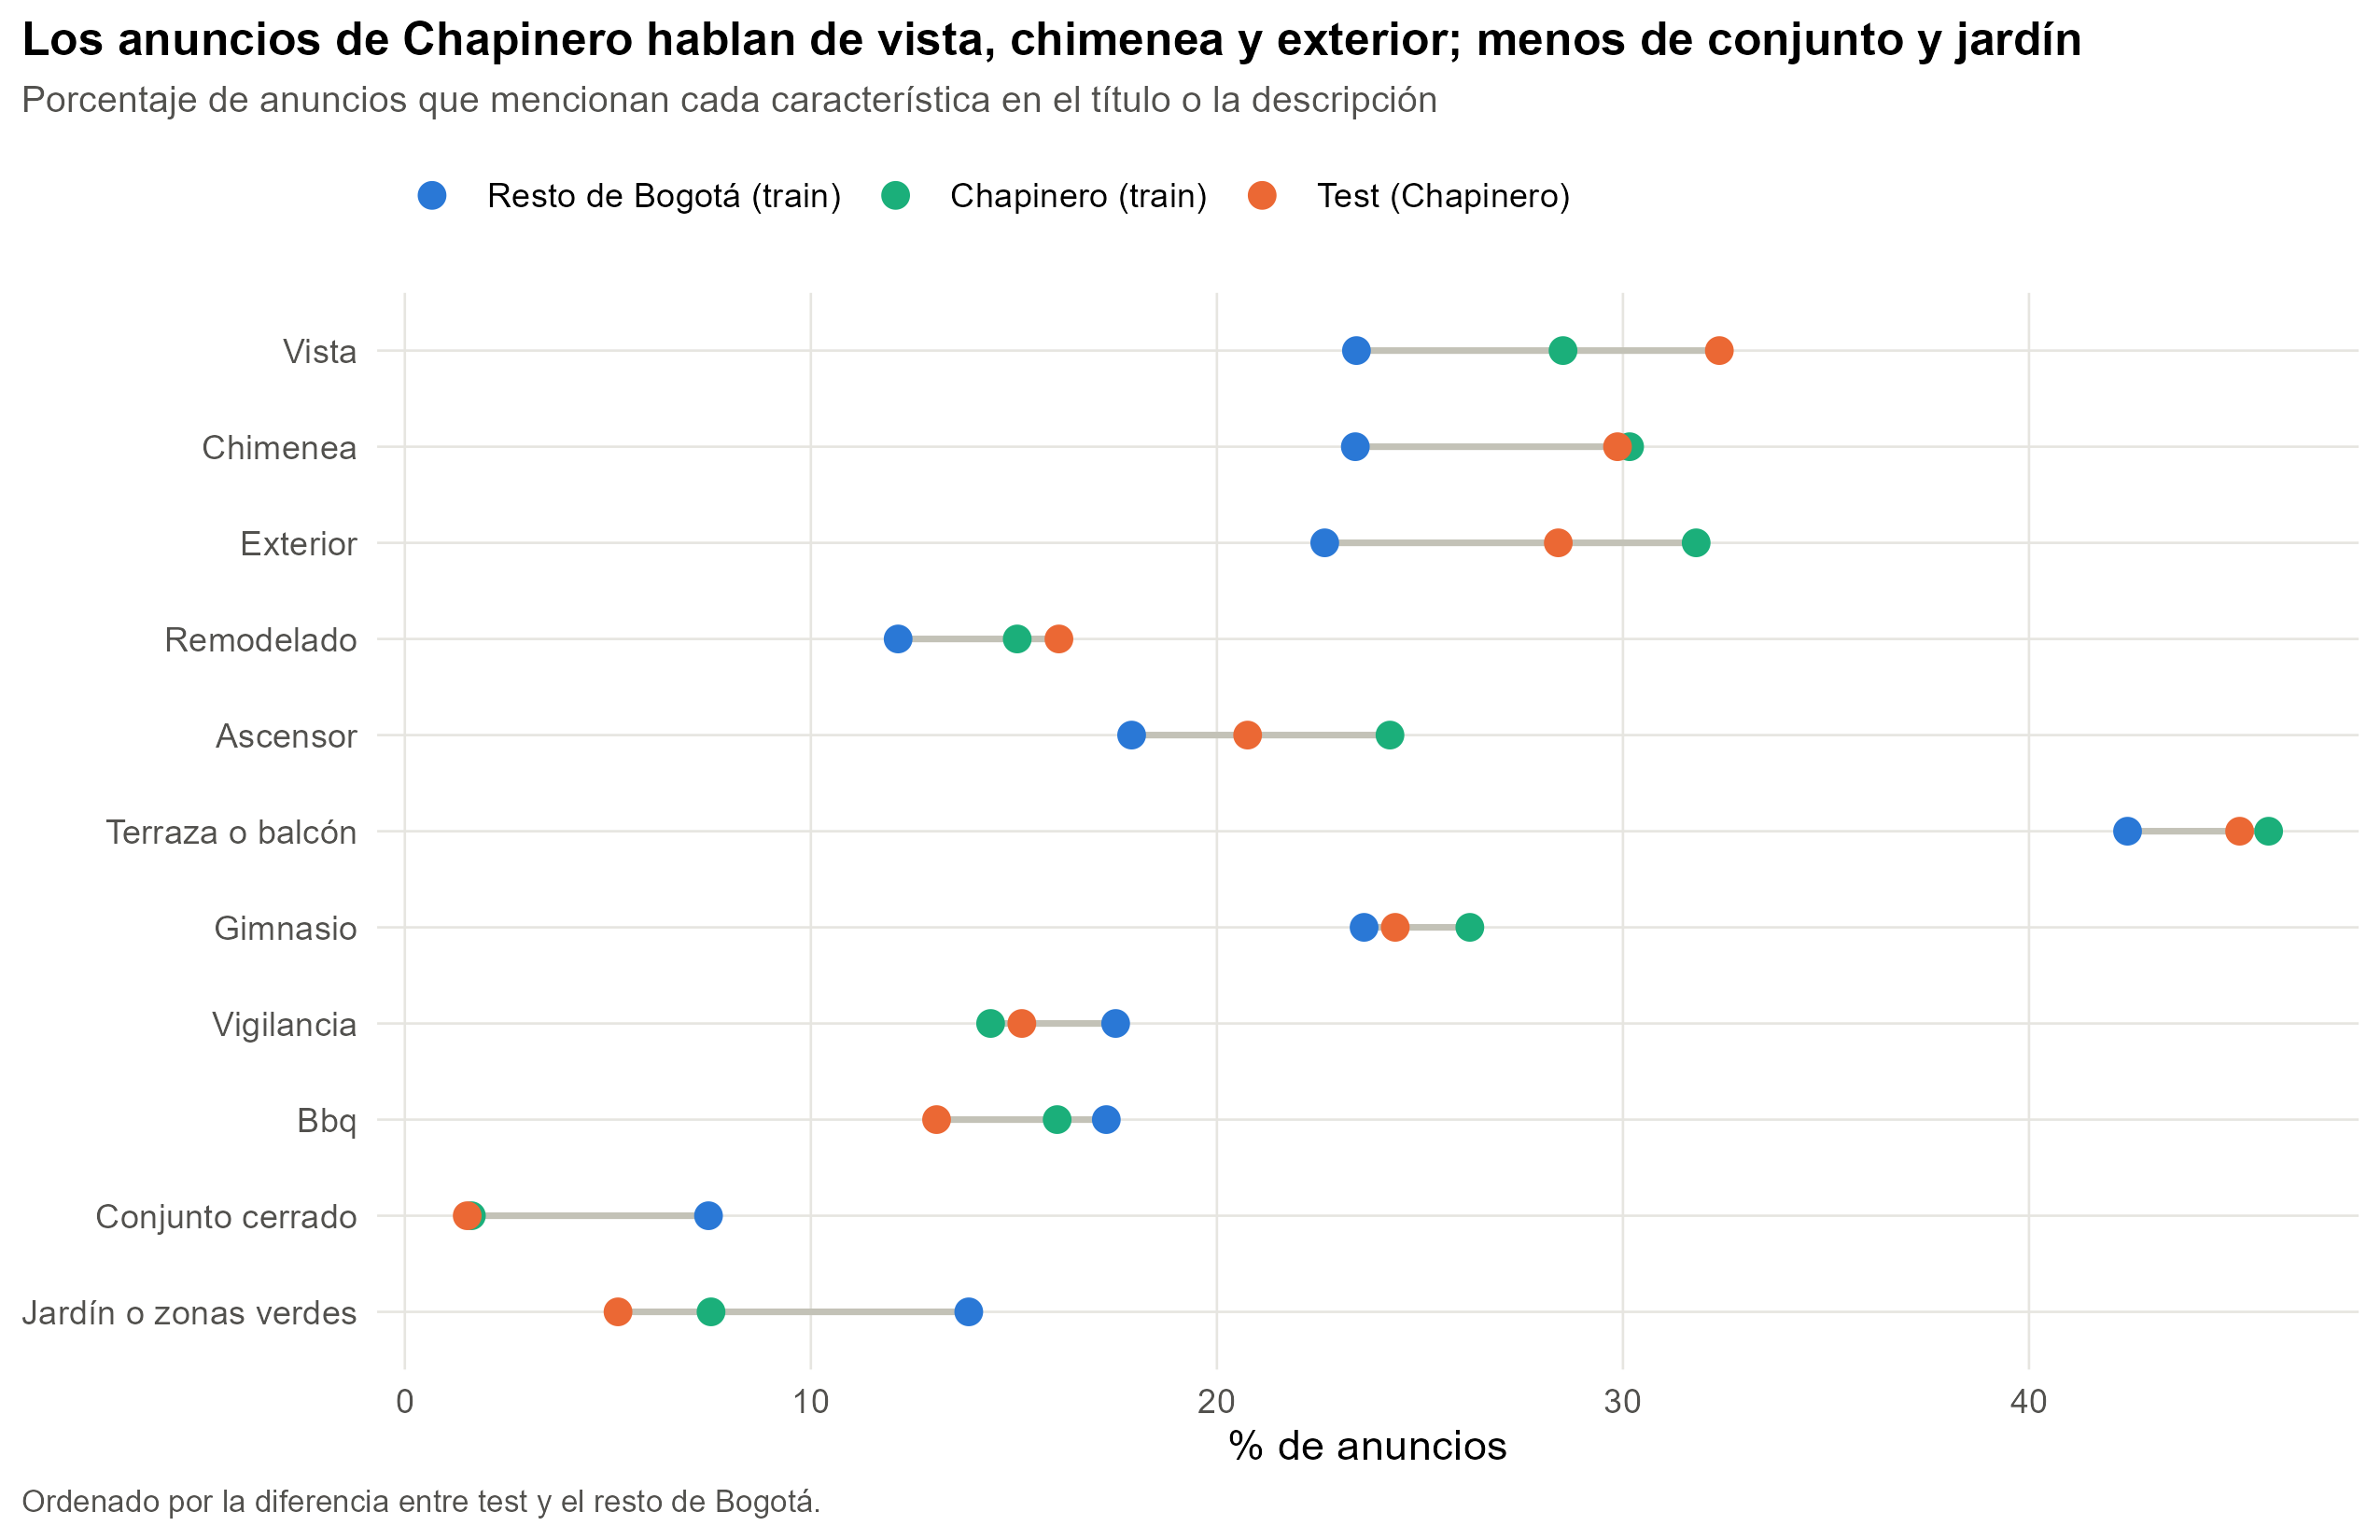 Los anuncios de Chapinero hablan de vista, chimenea y exterior; menos de conjunto y jardín
Porcentaje de anuncios que mencionan cada característica en el título o la descripción
Resto de Bogotá (train) Chapinero (train) Test (Chapinero)
Vista
Chimenea
Exterior
Remodelado
Ascensor
Terraza o balcón
Gimnasio
Vigilancia
Bbq
Conjunto cerrado
Jardín o zonas verdes
0 10 20 30 40
% de anuncios
Ordenado por la diferencia entre test y el resto de Bogotá.